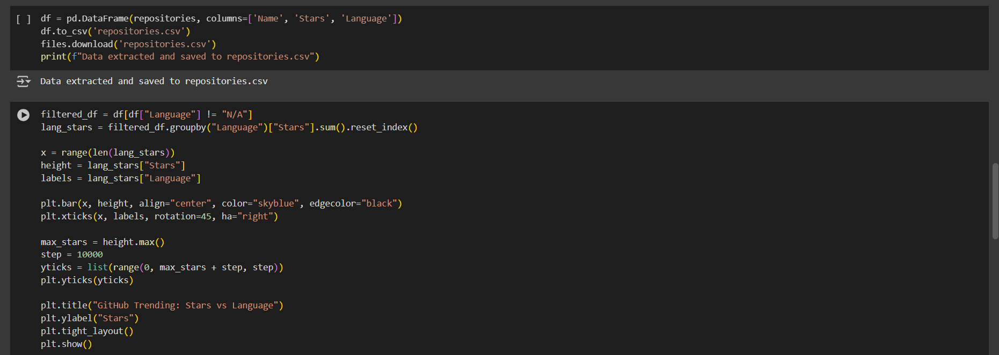 [ ] df = pd.DataFrame(repositories, columns=['Name', 'Stars', 'Language'])
df.to_csv('repositories.csv')
files.download('repositories.csv')
print(f"Data extracted and saved to repositories.csv")
Data extracted and saved to repositories.csv
filtered_df = df[df["Language"] != "N/A"]
lang_stars = filtered_df.groupby("Language")["Stars"].sum().reset_index()
x = range(len(lang_stars))
height = lang_stars["Stars"]
labels = lang_stars["Language"]
plt.bar(x, height, align="center", color="skyblue", edgecolor="black")
plt.xticks(x, labels, rotation=45, ha="right")
max_stars = height.max()
step = 10000
yticks = list(range(0, max_stars + step, step))
plt.yticks(yticks)
plt.title("GitHub Trending: Stars vs Language")
plt.ylabel("Stars")
plt.tight_layout()
plt.show()